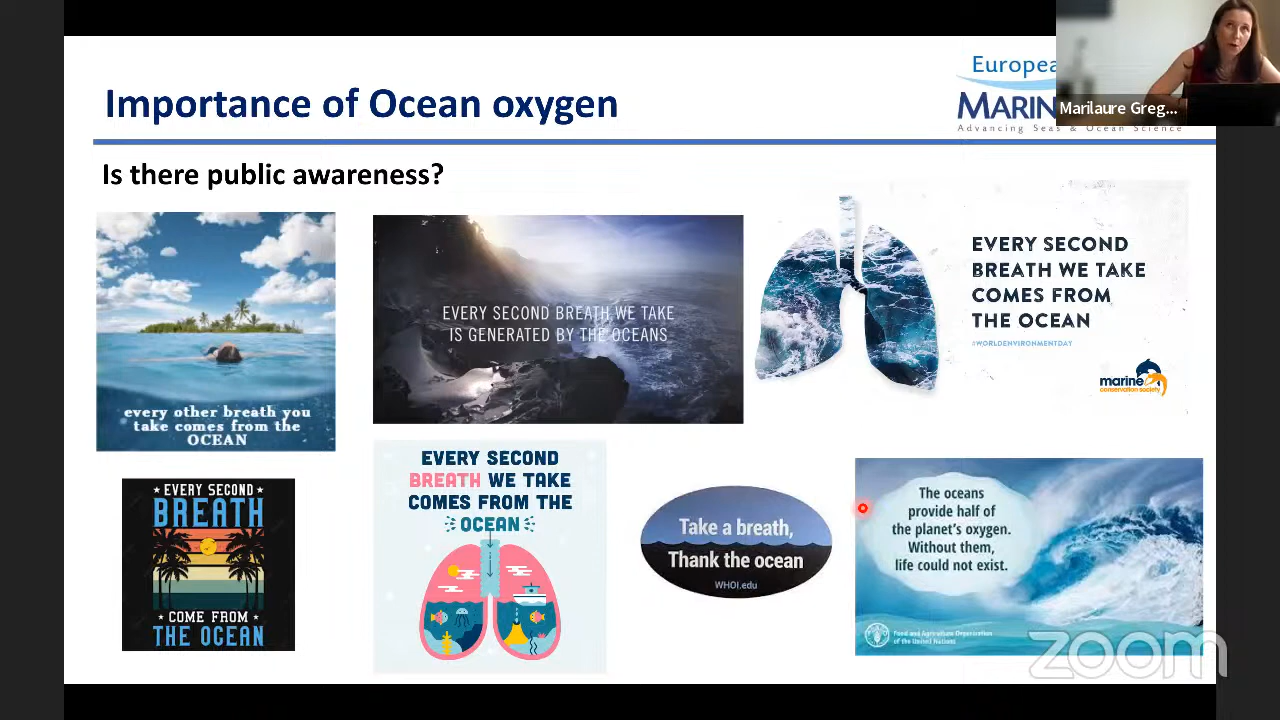 Importance of Ocean oxygen
Europe
MARIN
Advancing Seas & Ocean Science
Marilaure Greg...
Is there public awareness?
every other breath you
take comes from the
OCEAN
EVERY SECOND BREATH WE TAKE
IS GENERATED BY THE OCEANS
EVERY SECOND
BREATH WE TAKE
COMES FROM
THE OCEAN
#WORLDENVIRONMENTDAY
marine
conservation society
EVERY SECOND
BREATH
COME FROM
THE OCEAN
EVERY SECOND
BREATH WE TAKE
COMES FROM THE
OCEAN
Take a breath,
Thank the ocean
WHOI.edu
The oceans
provide half of
the planet's oxygen.
Without them,
life could not exist.
Food and Agriculture Organization
of the United Nations
zoom